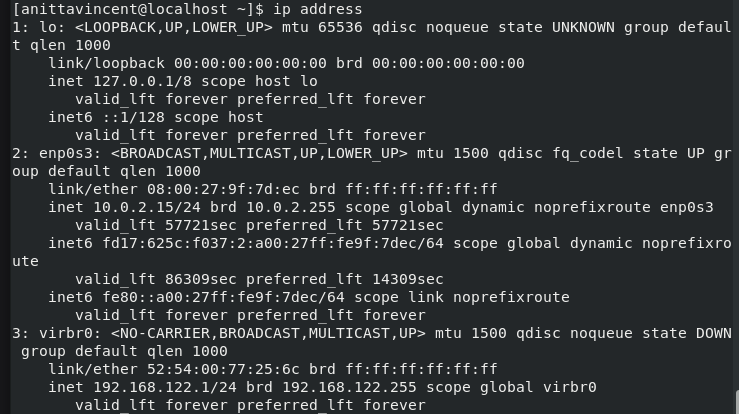 [anittavincent@localhost ~]$ ip address
1: lo: <LOOPBACK,UP,LOWER_UP> mtu 65536 qdisc noqueue state UNKNOWN group defaul
t qlen 1000
    link/loopback 00:00:00:00:00:00 brd 00:00:00:00:00:00
    inet 127.0.0.1/8 scope host lo
       valid_lft forever preferred_lft forever
    inet6 ::1/128 scope host
       valid_lft forever preferred_lft forever
2: enp0s3: <BROADCAST,MULTICAST,UP,LOWER_UP> mtu 1500 qdisc fq_codel state UP gr
oup default qlen 1000
    link/ether 08:00:27:9f:7d:ec brd ff:ff:ff:ff:ff:ff
    inet 10.0.2.15/24 brd 10.0.2.255 scope global dynamic noprefixroute enp0s3
       valid_lft 57721sec preferred_lft 57721sec
    inet6 fd17:625c:f037:2:a00:27ff:fe9f:7dec/64 scope global dynamic noprefixro
ute
       valid_lft 86309sec preferred_lft 14309sec
    inet6 fe80::a00:27ff:fe9f:7dec/64 scope link noprefixroute
       valid_lft forever preferred_lft forever
3: virbr0: <NO-CARRIER,BROADCAST,MULTICAST,UP> mtu 1500 qdisc noqueue state DOWN
 group default qlen 1000
    link/ether 52:54:00:77:25:6c brd ff:ff:ff:ff:ff:ff
    inet 192.168.122.1/24 brd 192.168.122.255 scope global virbr0
       valid_lft forever preferred_lft forever